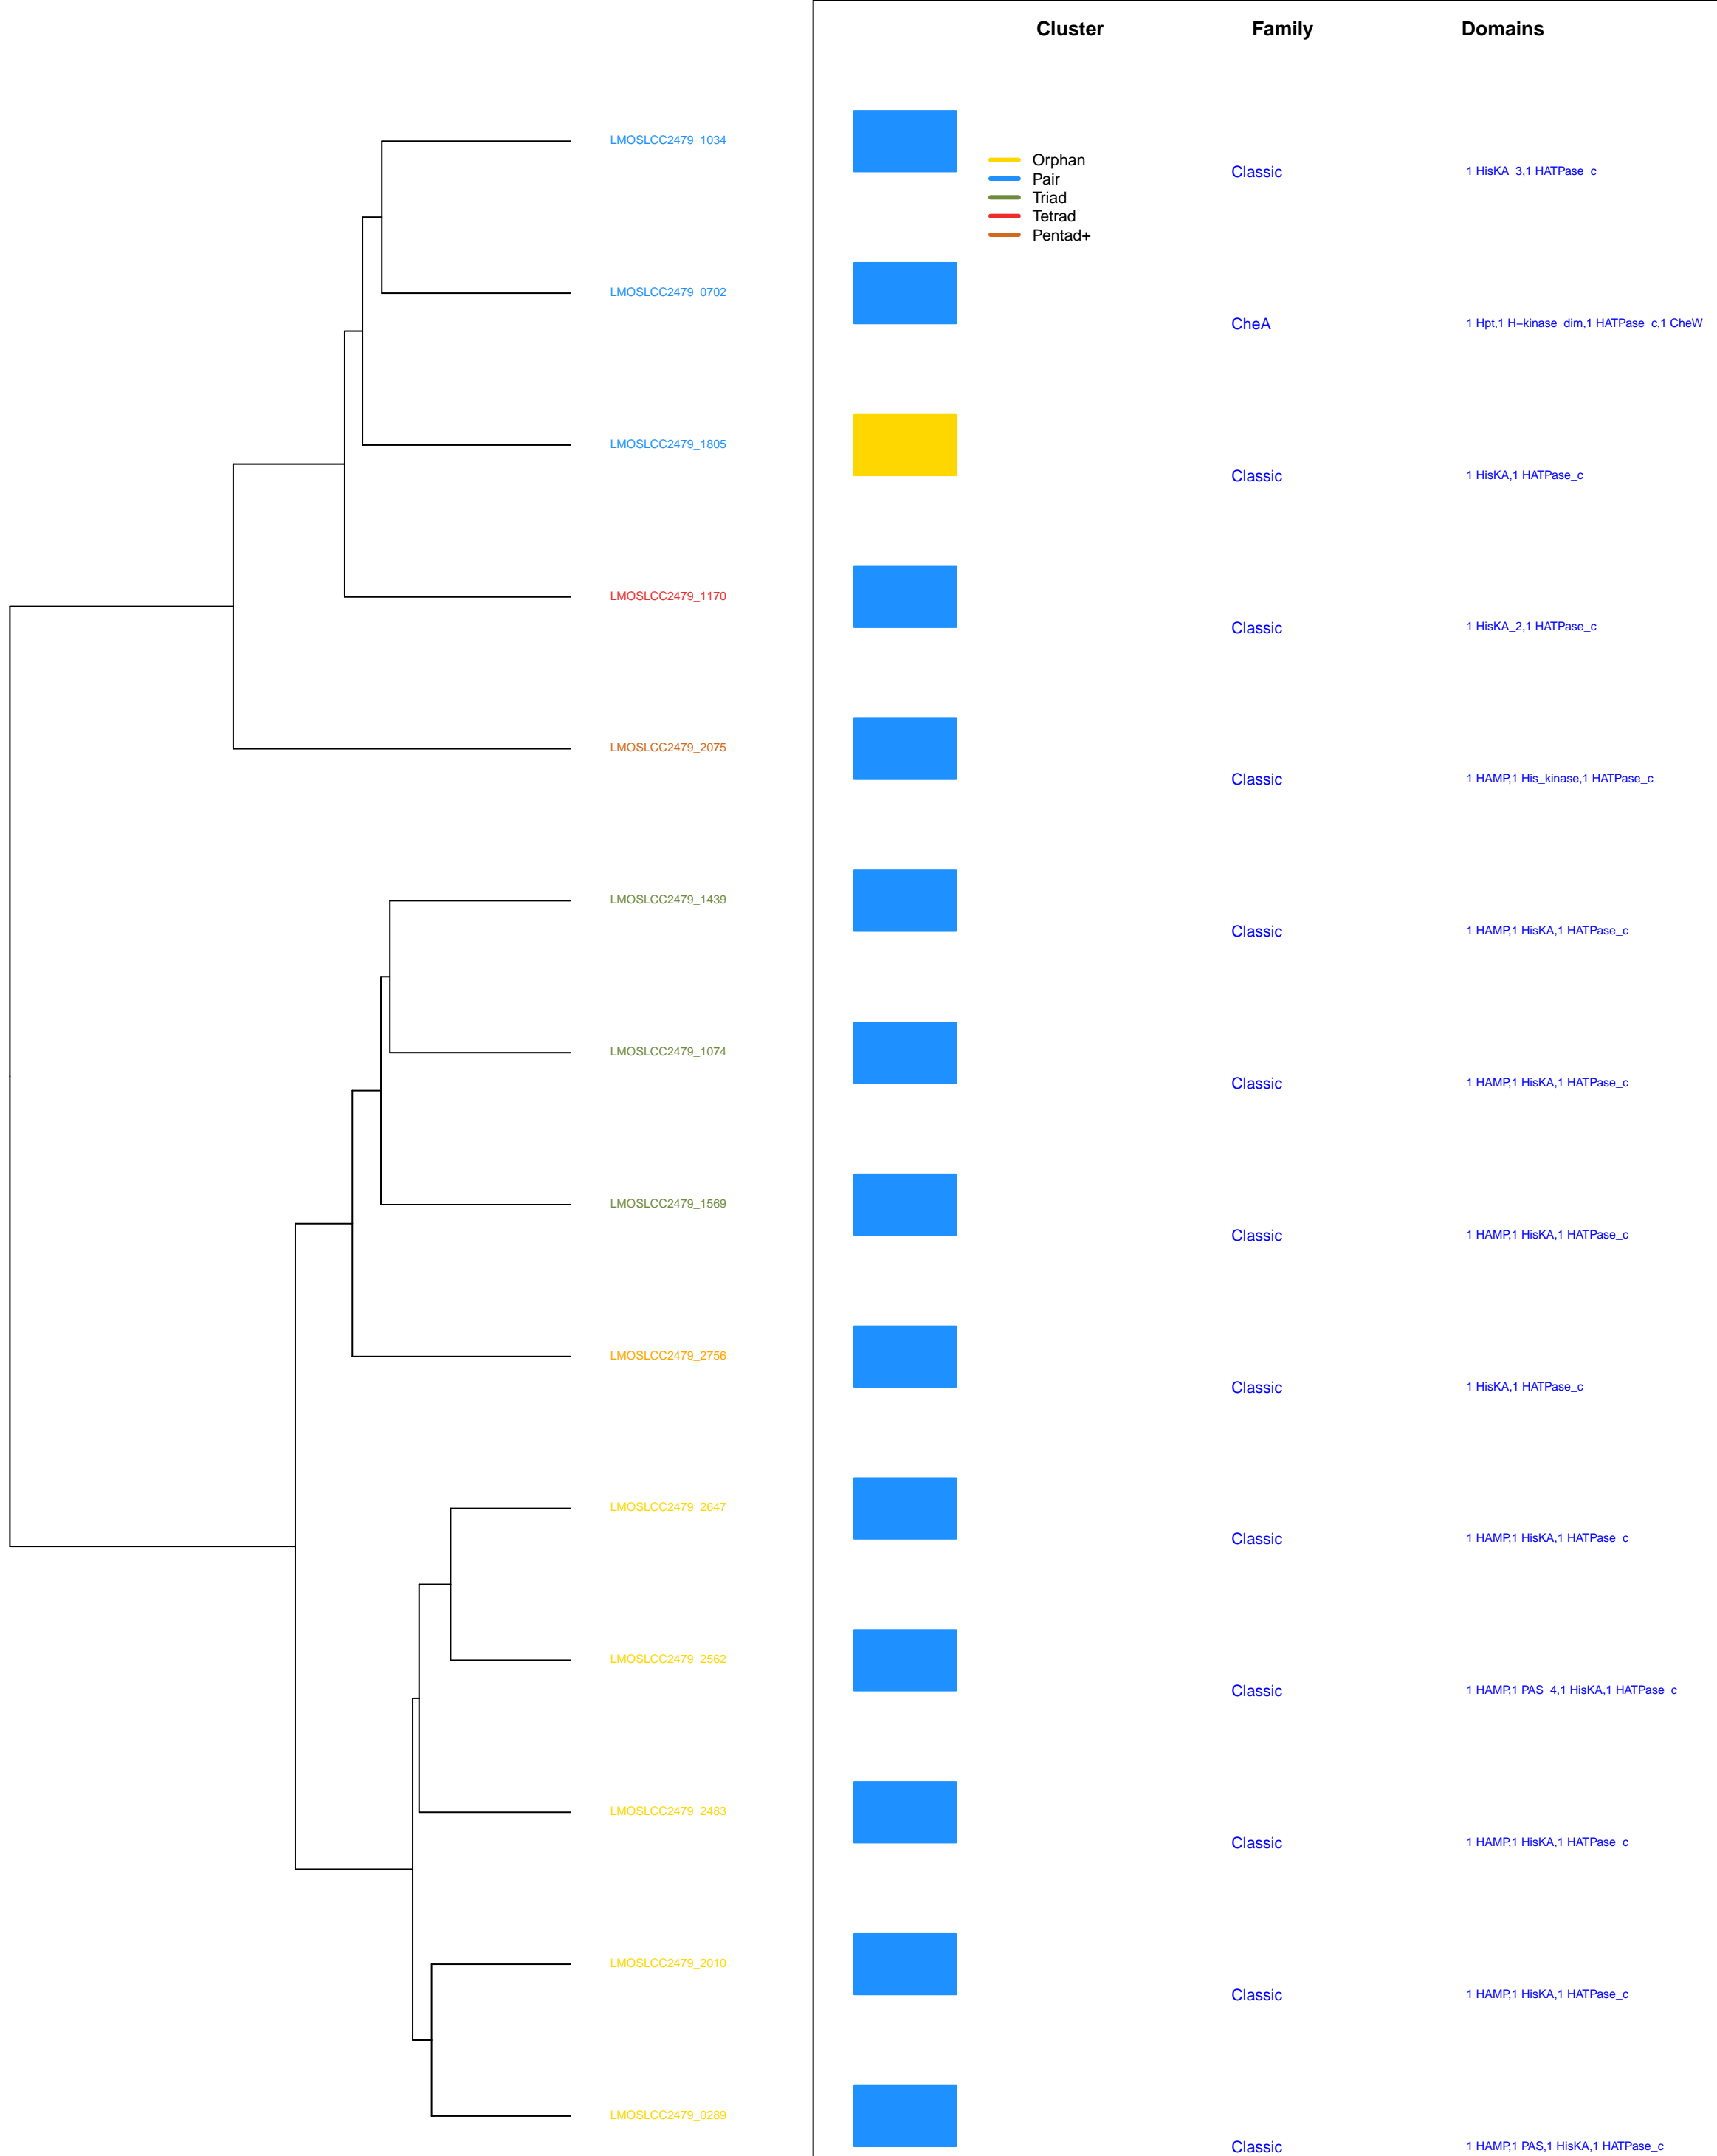 Cluster Family Domains
LMOSLCC2479_1034
Orphan
Pair
Triad
Tetrad
Pentad+
Classic 1 HisKA_3,1 HATPase_c
LMOSLCC2479_0702
CheA 1 Hpt,1 H−kinase_dim,1 HATPase_c,1 CheW
LMOSLCC2479_1805
Classic 1 HisKA,1 HATPase_c
LMOSLCC2479_1170
Classic 1 HisKA_2,1 HATPase_c
LMOSLCC2479_2075
Classic 1 HAMP,1 His_kinase,1 HATPase_c
LMOSLCC2479_1439
Classic 1 HAMP,1 HisKA,1 HATPase_c
LMOSLCC2479_1074
Classic 1 HAMP,1 HisKA,1 HATPase_c
LMOSLCC2479_1569
Classic 1 HAMP,1 HisKA,1 HATPase_c
LMOSLCC2479_2756
Classic 1 HisKA,1 HATPase_c
LMOSLCC2479_2647
Classic 1 HAMP,1 HisKA,1 HATPase_c
LMOSLCC2479_2562
Classic 1 HAMP,1 PAS_4,1 HisKA,1 HATPase_c
LMOSLCC2479_2483
Classic 1 HAMP,1 HisKA,1 HATPase_c
LMOSLCC2479_2010
Classic 1 HAMP,1 HisKA,1 HATPase_c
LMOSLCC2479_0289
Classic 1 HAMP,1 PAS,1 HisKA,1 HATPase_c